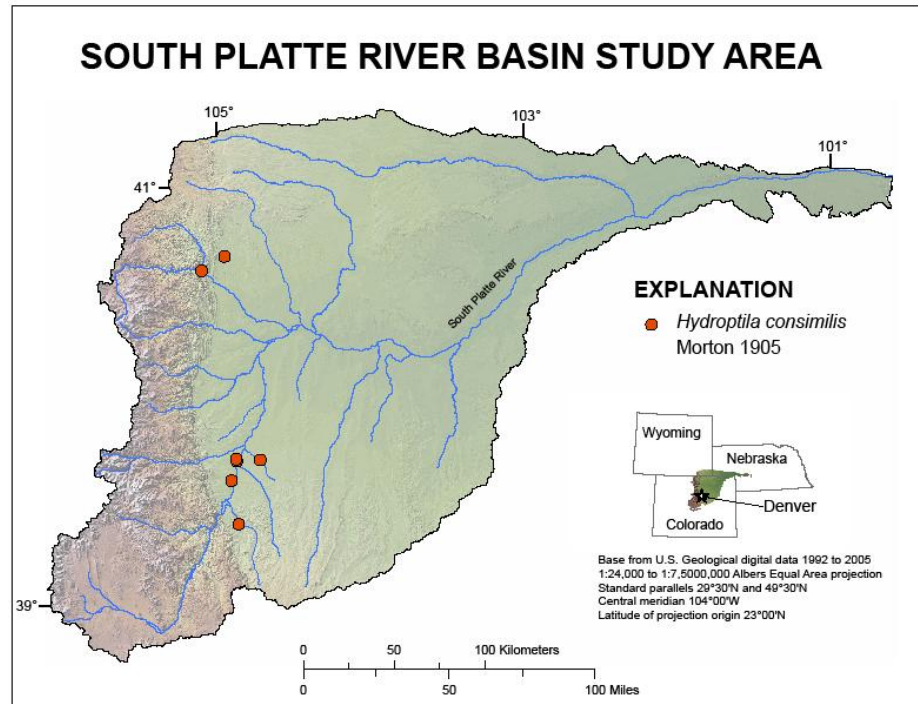 SOUTH PLATTE RIVER BASIN STUDY AREA
105°
103°
101°
41°
South Platte River
EXPLANATION
Hydroptila consimilis
Morton 1905
Wyoming
Nebraska
Denver
Colorado
Base from U.S. Geological digital data 1992 to 2005
1:24,000 to 1:7,5000,000 Albers Equal Area projection
Standard parallels 29°30'N and 49°30'N
Central meridian 104°00'W
Latitude of projection origin 23°00'N
39°
0 50 100 Kilometers
0 50 100 Miles